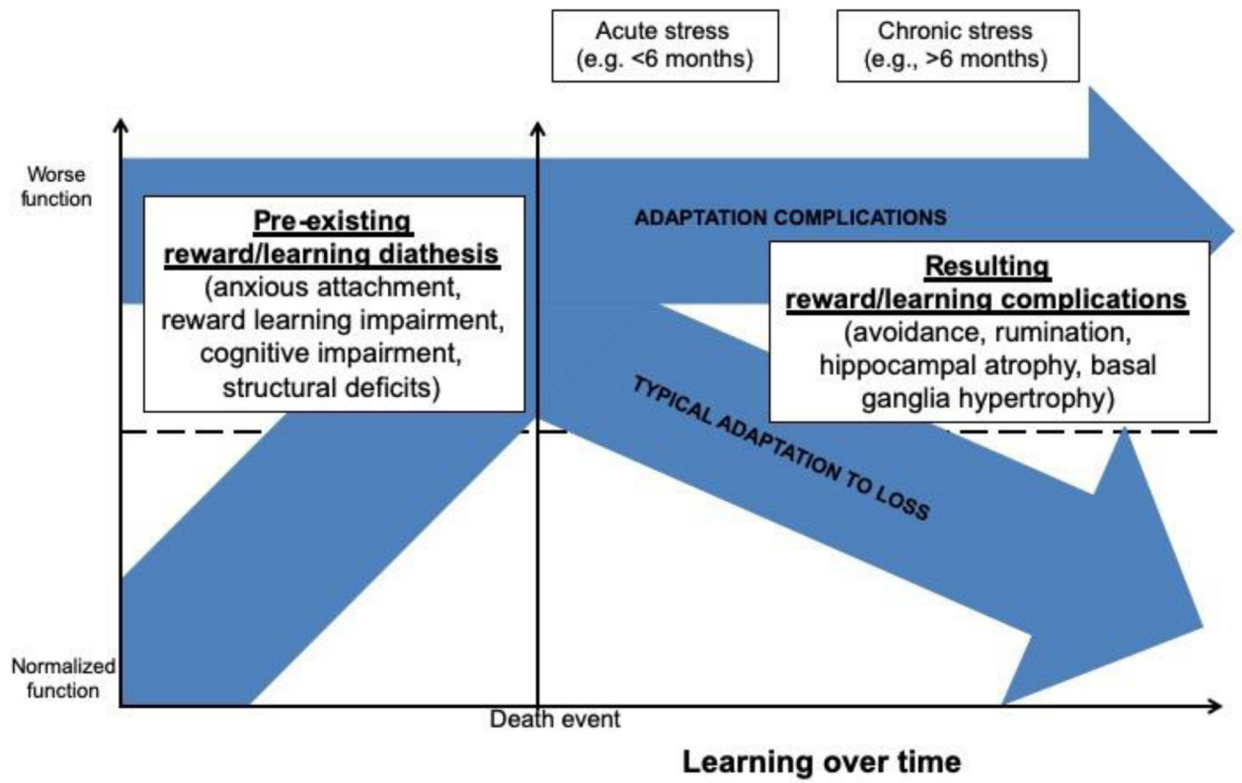 Acute stress
(e.g. <6 months)
Chronic stress
(e.g., >6 months)
Worse
function
Pre-existing
reward/learning diathesis
(anxious attachment,
reward learning impairment,
cognitive impairment,
structural deficits)
ADAPTATION COMPLICATIONS
Resulting
reward/learning complications
(avoidance, rumination,
hippocampal atrophy, basal
ganglia hypertrophy)
TYPICAL ADAPTATION TO LOSS
Normalized
function
Death event
Learning over time